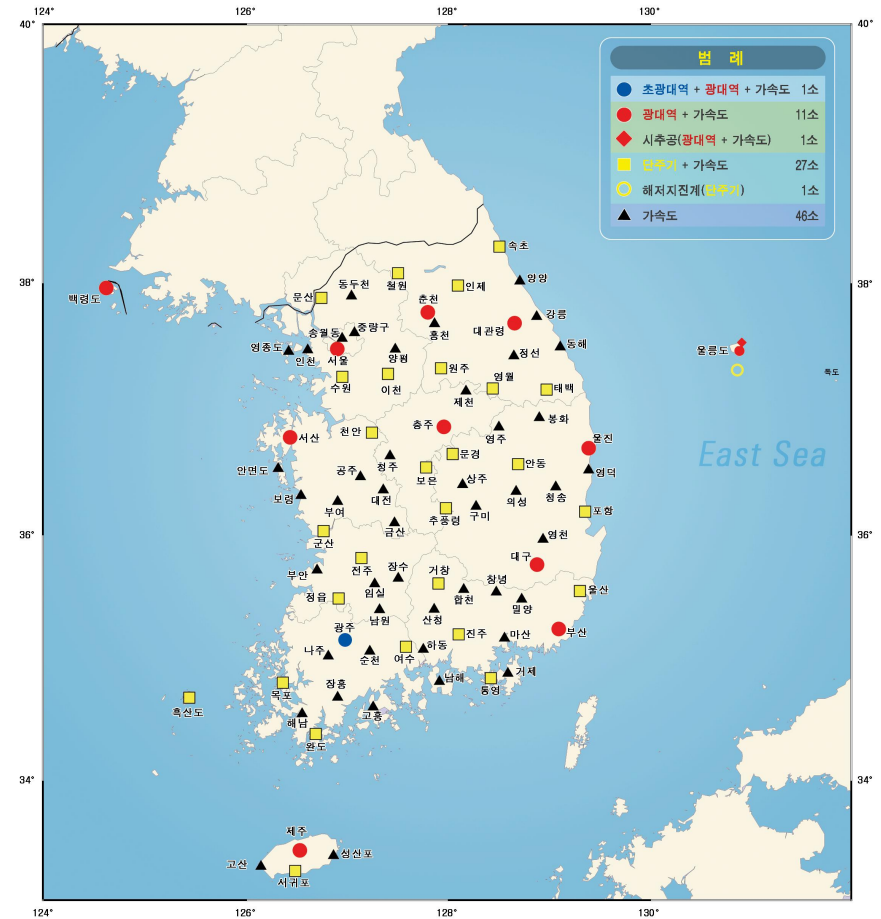 124°
126°
128°
130°
40°
40°
범 례
초광대역 + 광대역 + 가속도 1소
광대역 + 가속도 11소
시추공(광대역 + 가속도) 1소
단주기 + 가속도 27소
해저지진계(단주기) 1소
가속도 46소
속초
38°
38°
백령도
문산
동두천
철원
인제
양양
춘천
강릉
송월동
중랑구
홍천
대관령
영종도
인천
서울
양평
정선
동해
울릉도
독도
수원
이천
원주
영월
태백
제천
서산
천안
충주
영주
봉화
울진
East Sea
안면도
공주
청주
보은
문경
상주
안동
영덕
보령
부여
대전
의성
청송
36°
36°
군산
금산
추풍령
구미
포항
영천
부안
전주
장수
거창
대구
정읍
임실
합천
창녕
울산
남원
산청
밀양
광주
나주
순천
여수
하동
진주
마산
부산
흑산도
목포
장흥
남해
통영
거제
해남
고흥
완도
34°
34°
제주
고산
성산포
서귀포
124°
126°
128°
130°